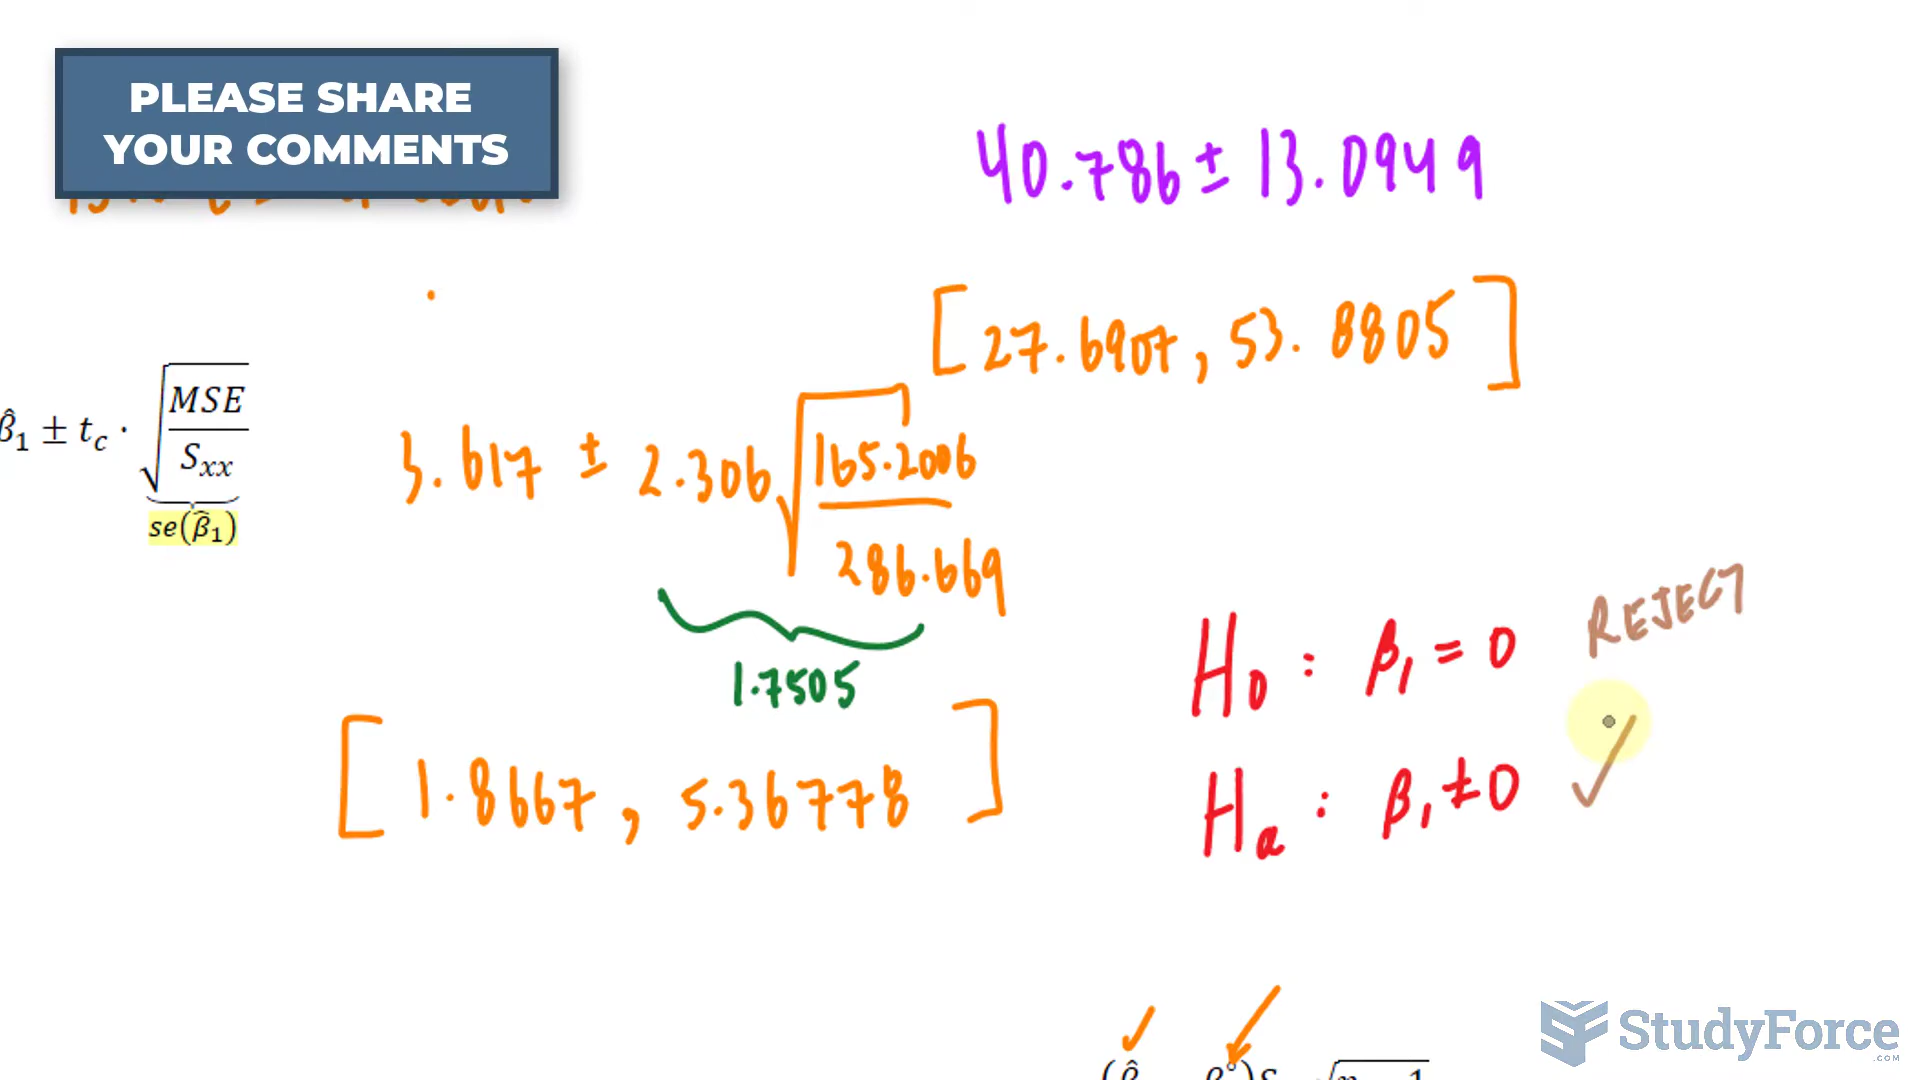 PLEASE SHARE
YOUR COMMENTS
40.786 ± 13.0949
[27.6907, 53.8805]
β̂₁ ± t_c · √(MSE / S_xx)
se(β̂₁)
3.617 ± 2.306 √(165.2006 / 286.669)
1.7505
[1.8667, 5.36778]
H₀ : β₁ = 0 REJECT
Hₐ : β₁ ≠ 0 ✓
StudyForce
.COM